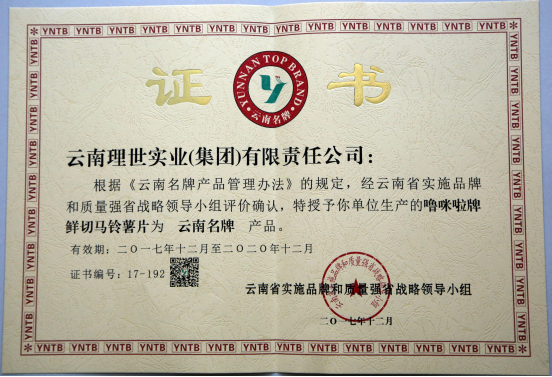 证 书
YUNNAN TOP BRAND
云南名牌
云南理世实业(集团)有限责任公司：
根据《云南名牌产品管理办法》的规定，经云南省实施品牌
和质量强省战略领导小组评价确认，特授予你单位生产的噜咪啦牌
鲜切马铃薯片为 云南名牌 产品。
有效期：二〇一七年十二月至二〇二〇年十二月
证书编号：17-192
云南省实施品牌和质量强省战略领导小组
二〇一七年十二月
YNTB